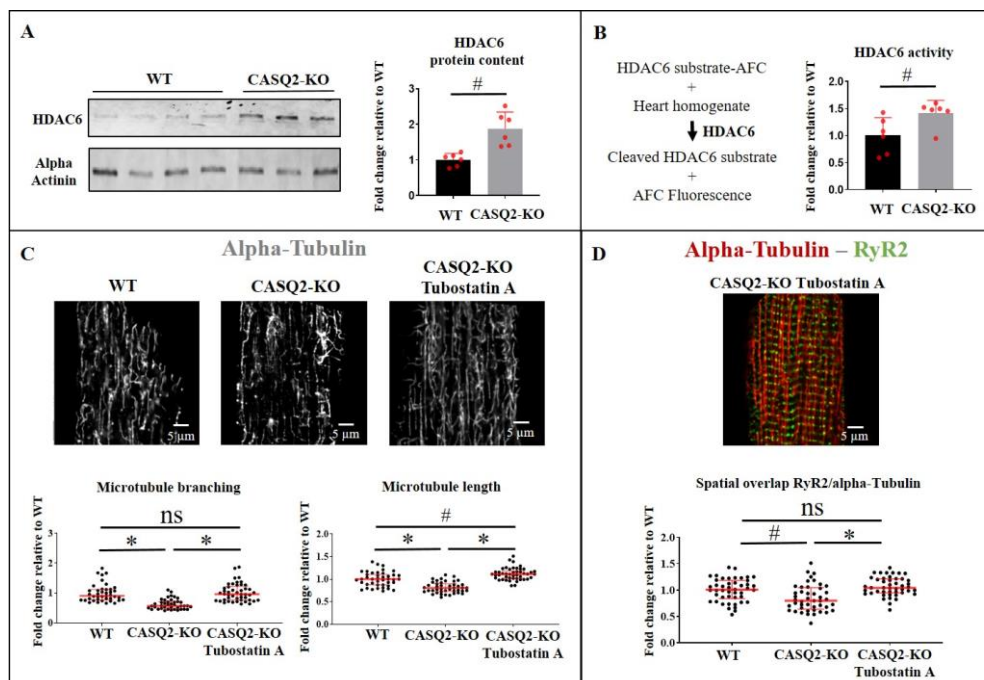 A
WT
CASQ2-KO
HDAC6
Alpha
Actinin
HDAC6
protein content
#
Fold change relative to WT
3
2
1
0
WT
CASQ2-KO
B
HDAC6 substrate-AFC
+
Heart homogenate
HDAC6
Cleaved HDAC6 substrate
+
AFC Fluorescence
HDAC6 activity
#
Fold change relative to WT
2.0
1.5
1.0
0.5
0.0
WT CASQ2-KO
C
Alpha-Tubulin
WT
CASQ2-KO
CASQ2-KO
Tubostatin A
5 µm
5 µm
5 µm
Microtubule branching
ns
* *
Fold change relative to WT
3
2
1
0
WT CASQ2-KO CASQ2-KO
Tubostatin A
Microtubule length
#
* *
Fold change relative to WT
2.0
1.5
1.0
0.5
0.0
WT CASQ2-KO CASQ2-KO
Tubostatin A
D
Alpha-Tubulin – RyR2
CASQ2-KO Tubostatin A
5 µm
Spatial overlap RyR2/alpha-Tubulin
ns
# *
Fold change relative to WT
2.0
1.5
1.0
0.5
0.0
WT CASQ2-KO CASQ2-KO
Tubostatin A